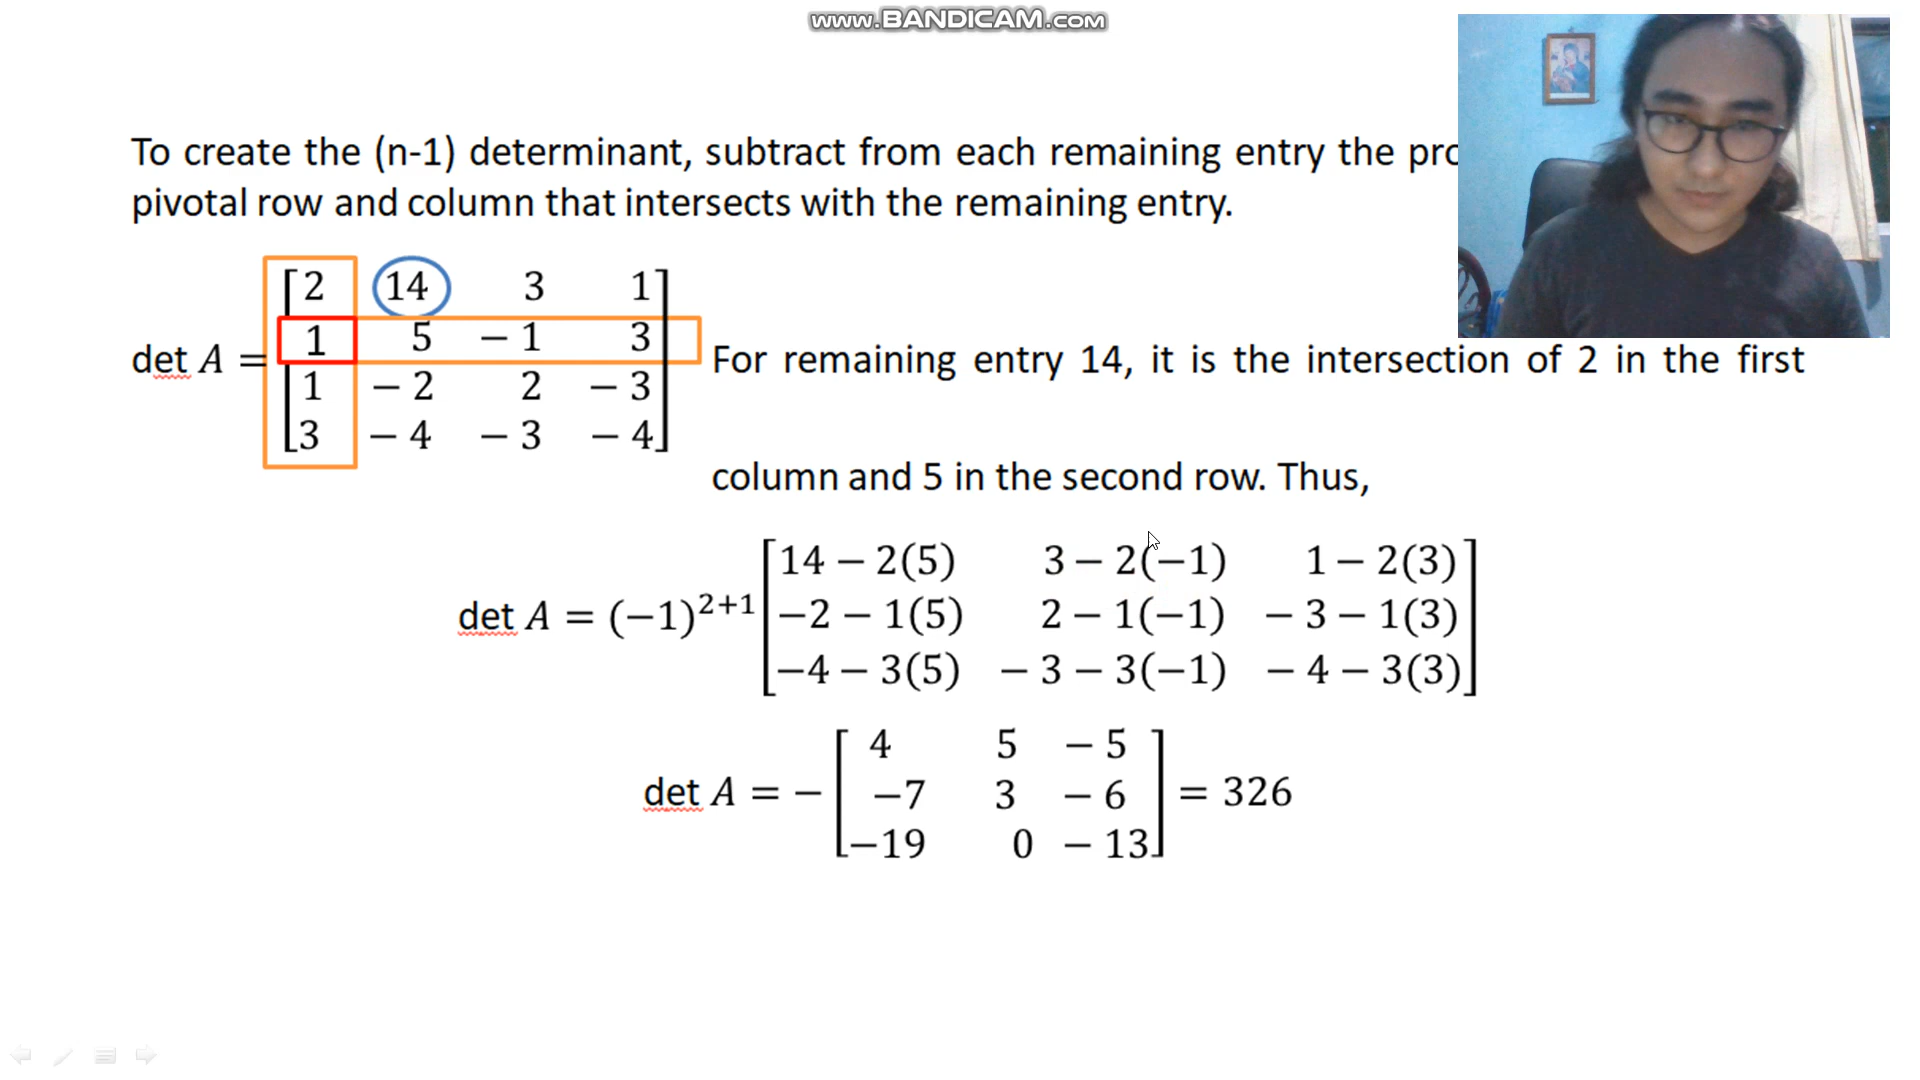 www.BANDICAM.com
To create the (n-1) determinant, subtract from each remaining entry the
pivotal row and column that intersects with the remaining entry.
det A = [2 14 3 1
1 5 − 1 3
1 − 2 2 − 3
3 − 4 − 3 − 4]
For remaining entry 14, it is the intersection of 2 in the first
column and 5 in the second row. Thus,
det A = (−1)²⁺¹ [14 − 2(5) 3 − 2(−1) 1 − 2(3)
−2 − 1(5) 2 − 1(−1) − 3 − 1(3)
−4 − 3(5) − 3 − 3(−1) − 4 − 3(3)]
det A = − [4 5 − 5
−7 3 − 6
−19 0 − 13] = 326